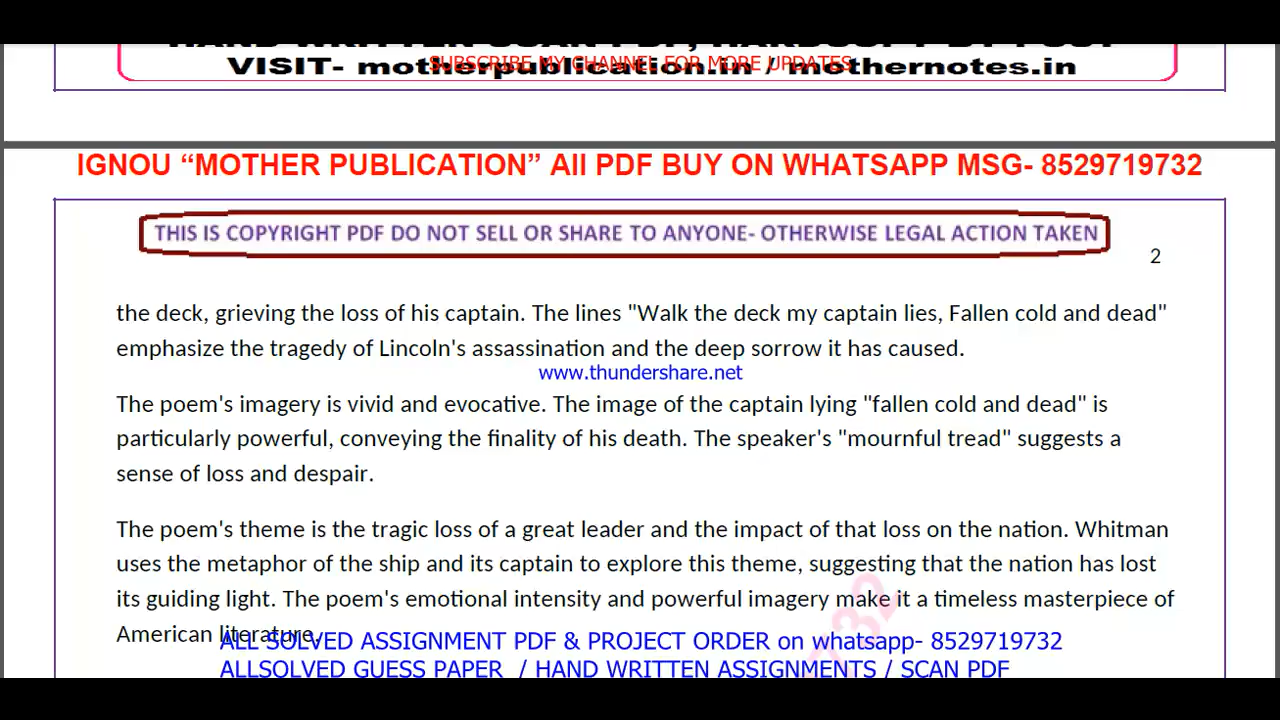 HAND WRITTEN SCAN PDF, HARDCOPY BY POST
VISIT- motherpublication.in / mothernotes.in
SUBSCRIBE MY CHANNEL FOR MORE UPDATES
IGNOU “MOTHER PUBLICATION” All PDF BUY ON WHATSAPP MSG- 8529719732
THIS IS COPYRIGHT PDF DO NOT SELL OR SHARE TO ANYONE- OTHERWISE LEGAL ACTION TAKEN
2
the deck, grieving the loss of his captain. The lines "Walk the deck my captain lies, Fallen cold and dead"
emphasize the tragedy of Lincoln's assassination and the deep sorrow it has caused.
www.thundershare.net
The poem's imagery is vivid and evocative. The image of the captain lying "fallen cold and dead" is
particularly powerful, conveying the finality of his death. The speaker's "mournful tread" suggests a
sense of loss and despair.
The poem's theme is the tragic loss of a great leader and the impact of that loss on the nation. Whitman
uses the metaphor of the ship and its captain to explore this theme, suggesting that the nation has lost
its guiding light. The poem's emotional intensity and powerful imagery make it a timeless masterpiece of
American literature.
ALL SOLVED ASSIGNMENT PDF & PROJECT ORDER on whatsapp- 8529719732
ALLSOLVED GUESS PAPER / HAND WRITTEN ASSIGNMENTS / SCAN PDF